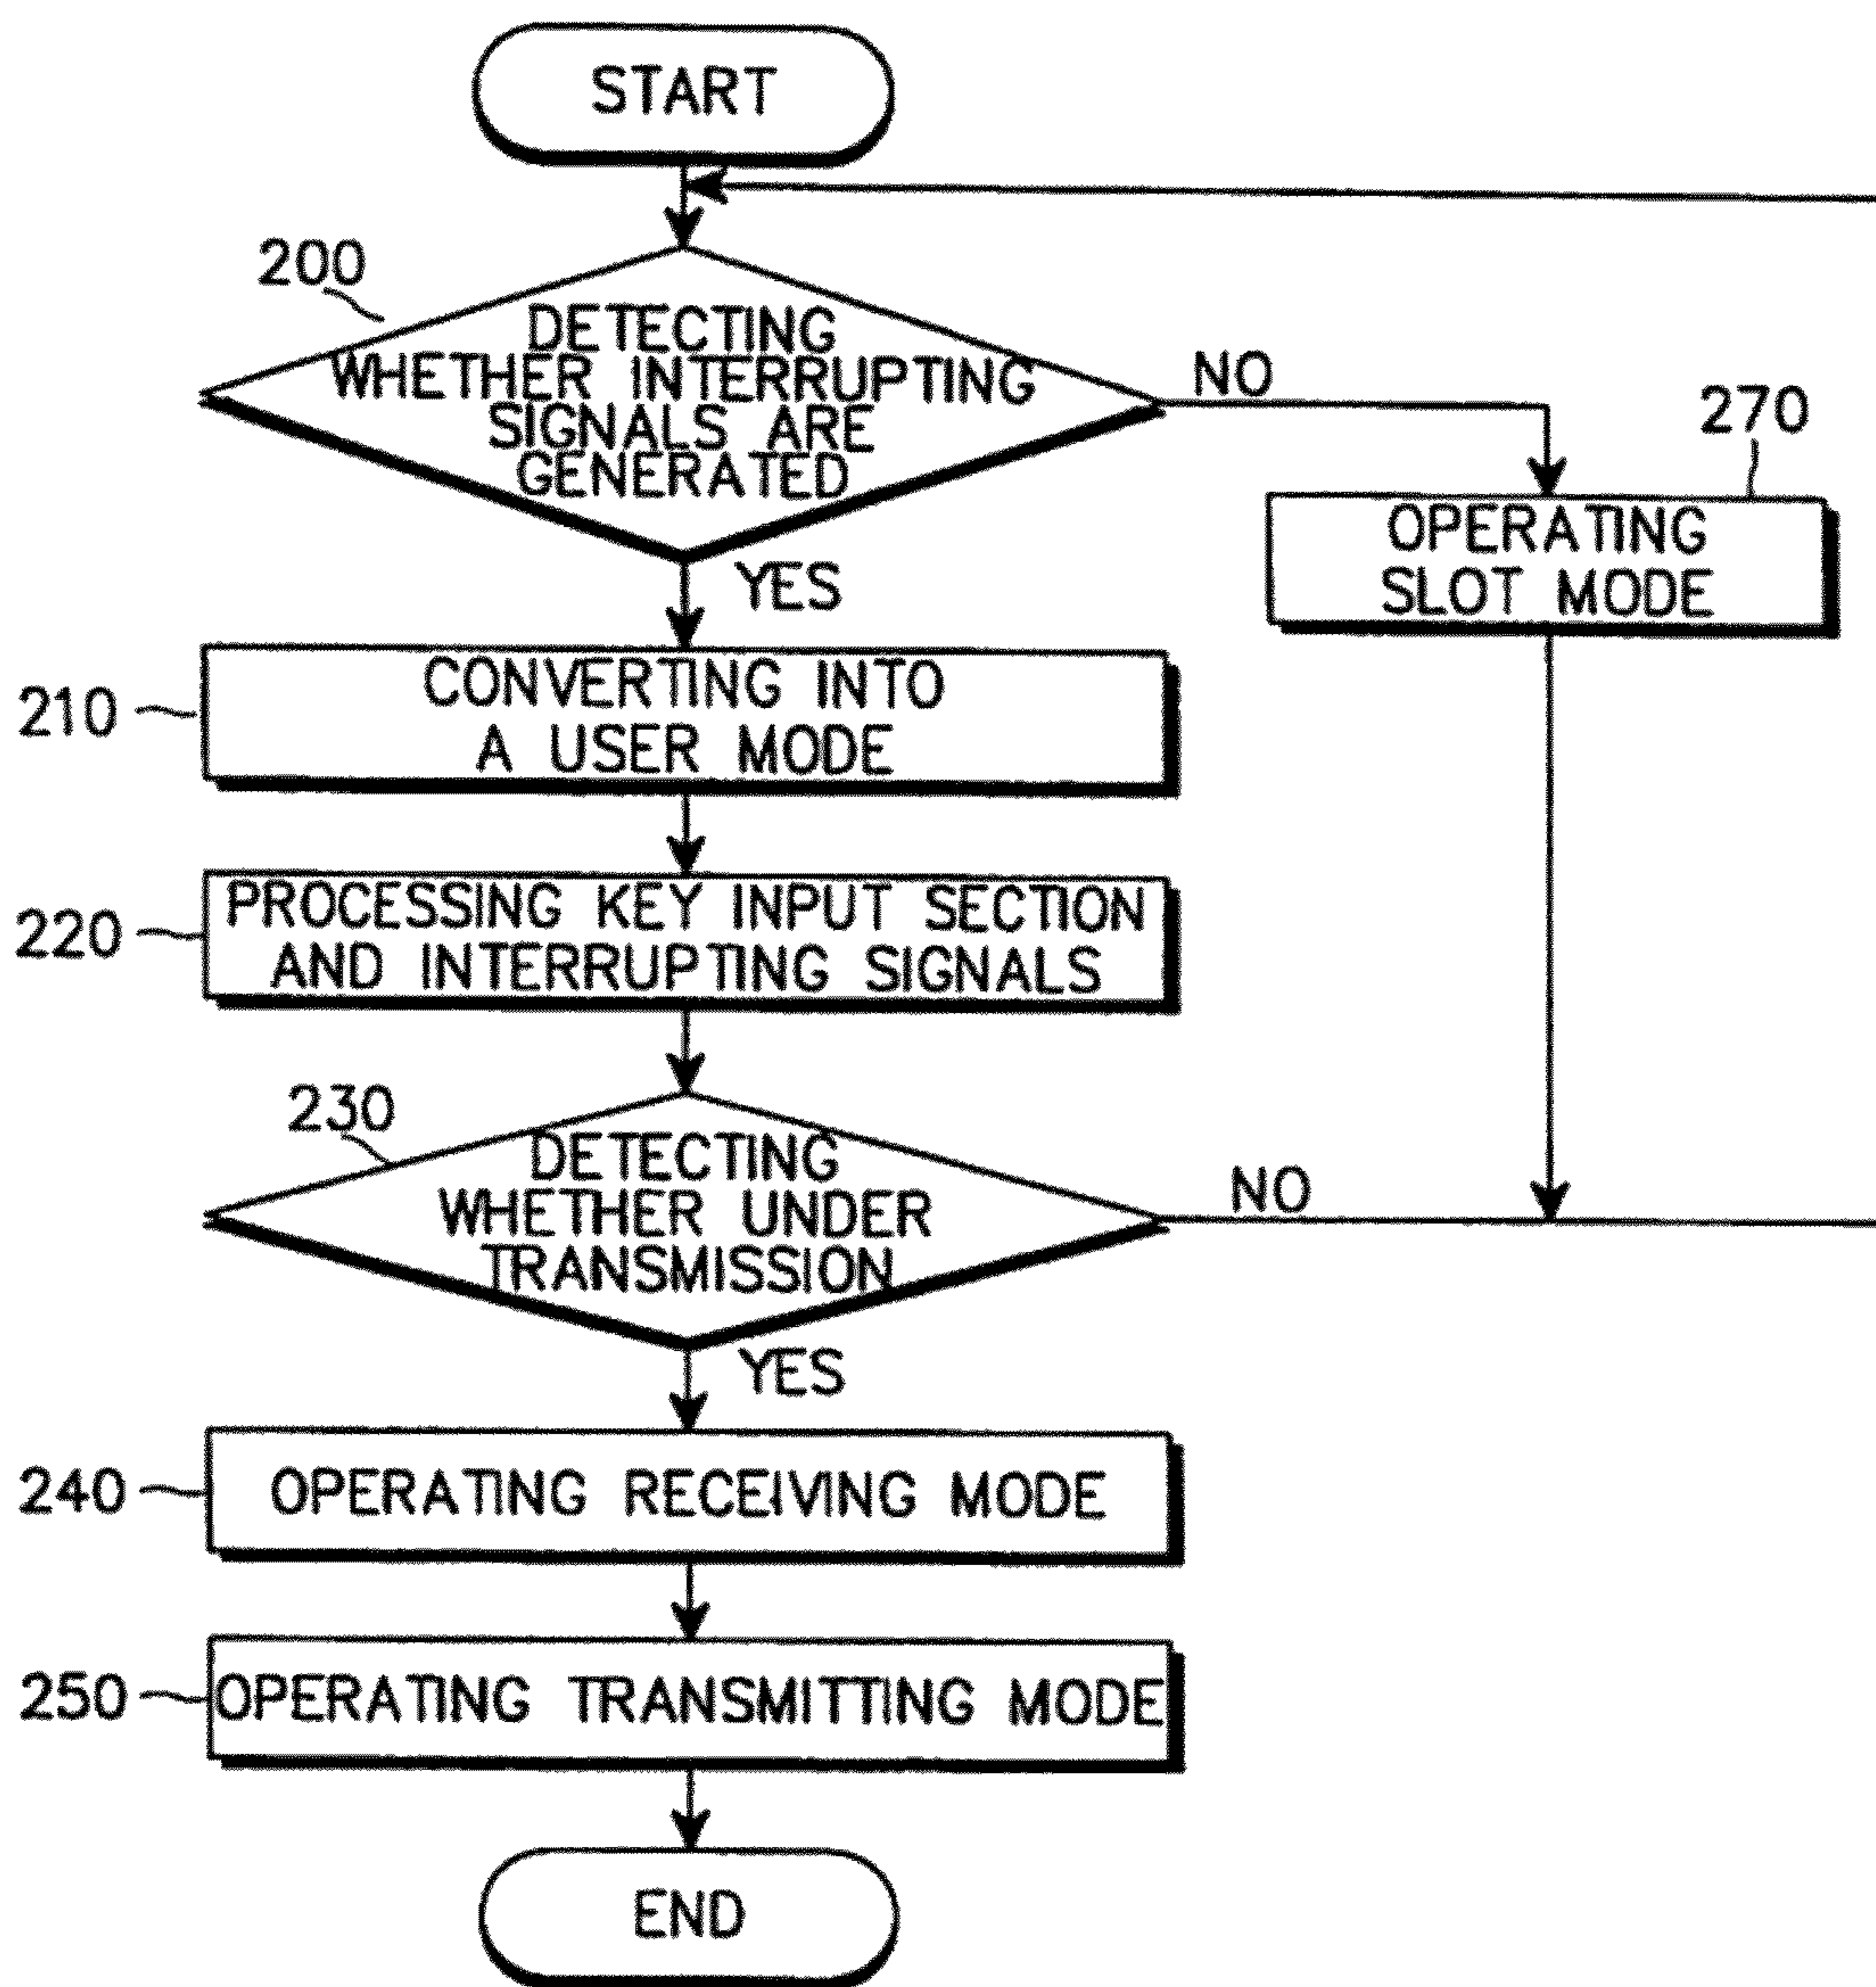 START
200
DETECTING
WHETHER INTERRUPTING
SIGNALS ARE
GENERATED
NO
270
OPERATING
SLOT MODE
YES
210
CONVERTING INTO
A USER MODE
220
PROCESSING KEY INPUT SECTION
AND INTERRUPTING SIGNALS
230
DETECTING
WHETHER UNDER
TRANSMISSION
NO
YES
240
OPERATING RECEIVING MODE
250
OPERATING TRANSMITTING MODE
END